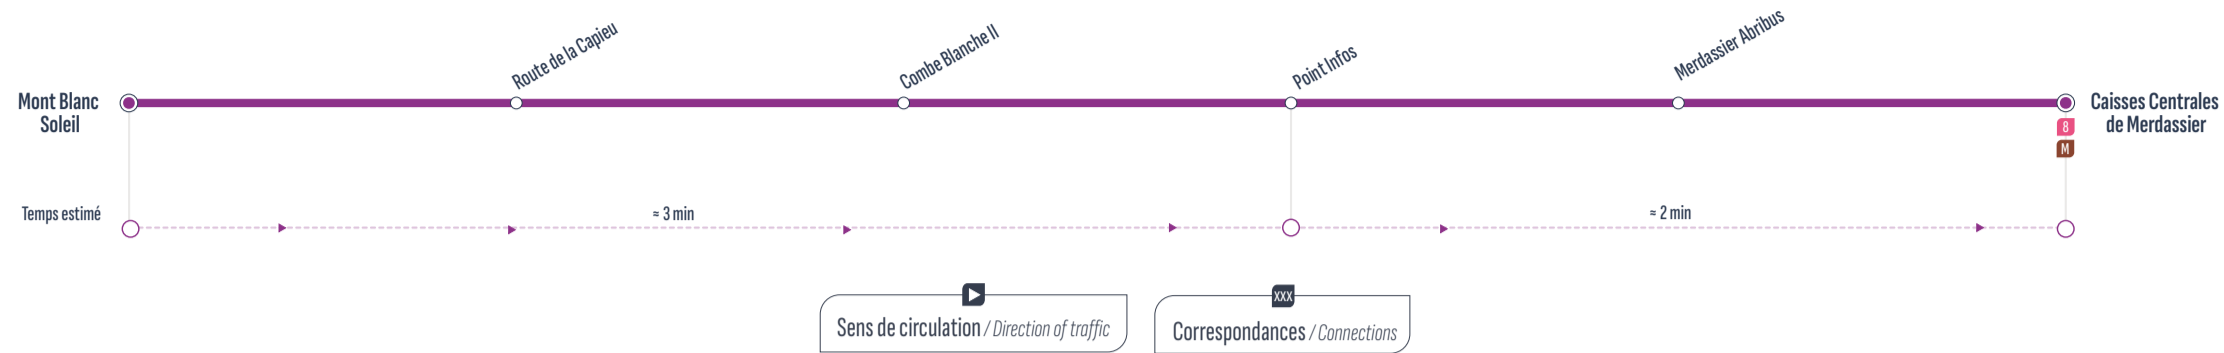 Mont Blanc
Soleil
Route de la Capieu
Combe Blanche II
Point Infos
Merdassier Abribus
Caisses Centrales
de Merdassier
8
M
Temps estimé
≈ 3 min
≈ 2 min
Sens de circulation / Direction of traffic
XXX
Correspondances / Connections